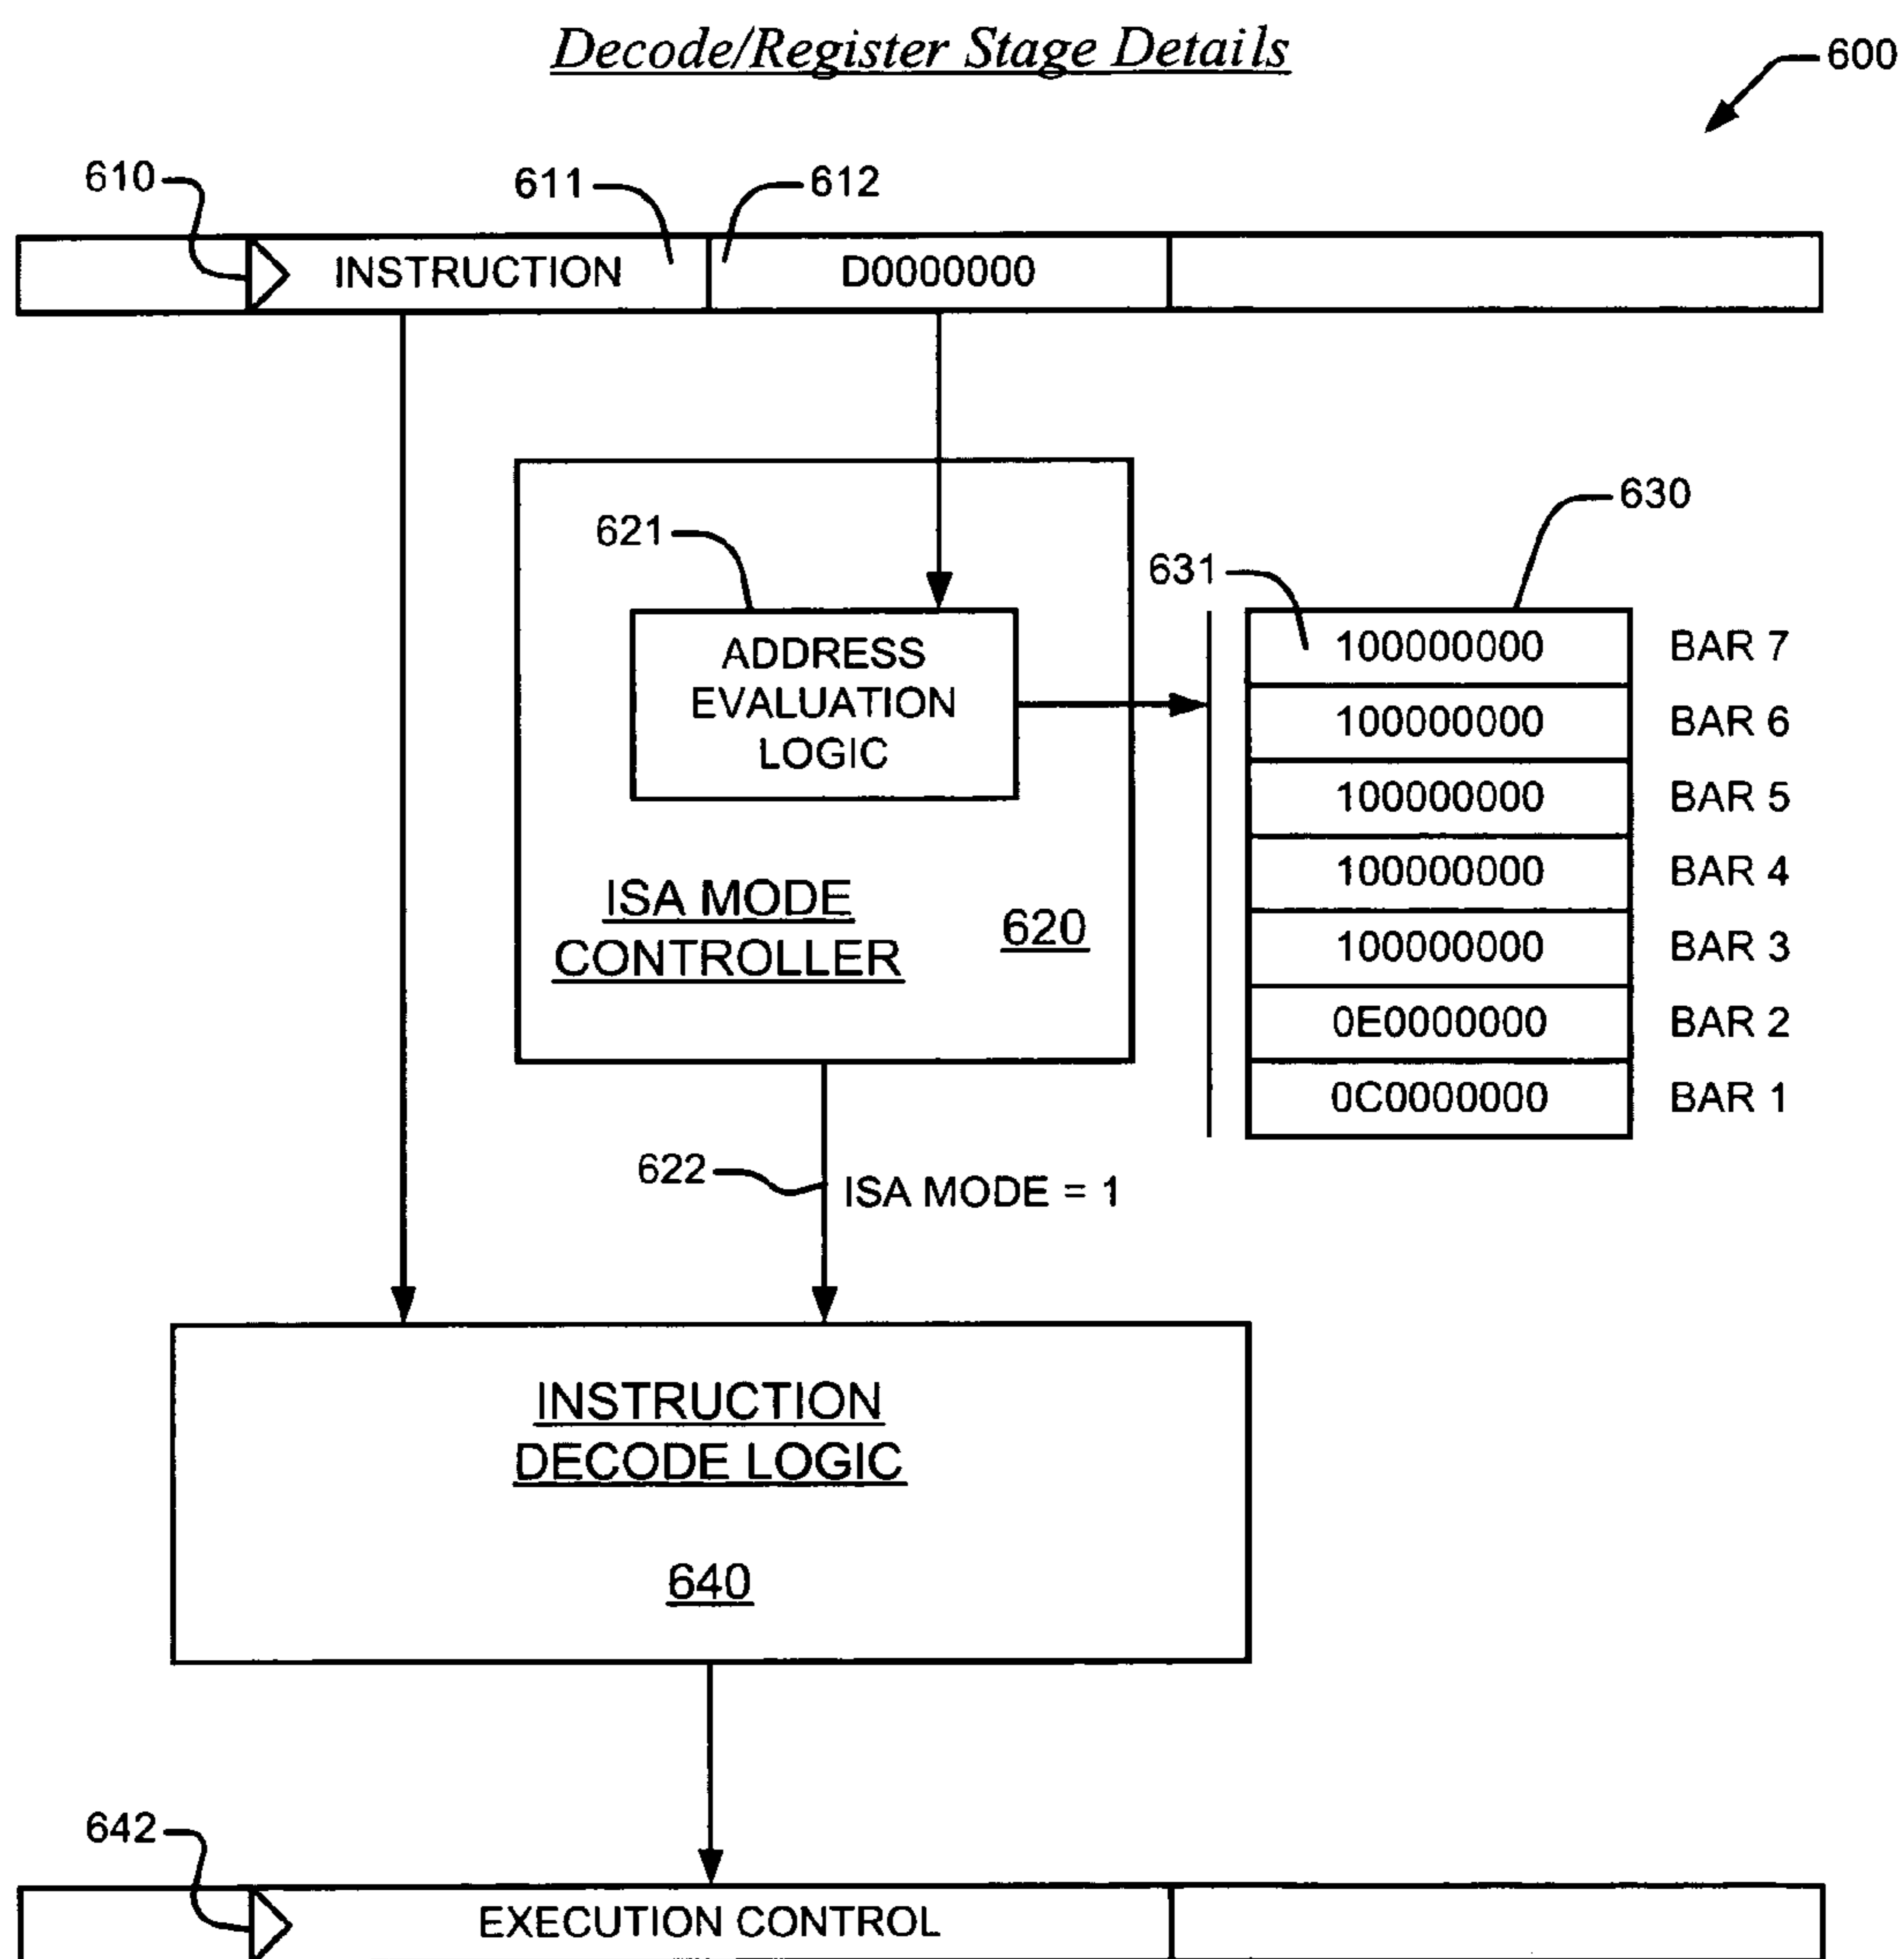 Decode/Register Stage Details
600
610
611
612
INSTRUCTION
D0000000
630
621
631
ADDRESS
EVALUATION
LOGIC
100000000 BAR 7
100000000 BAR 6
100000000 BAR 5
100000000 BAR 4
100000000 BAR 3
0E0000000 BAR 2
0C0000000 BAR 1
ISA MODE
CONTROLLER
620
622
ISA MODE = 1
INSTRUCTION
DECODE LOGIC
640
642
EXECUTION CONTROL